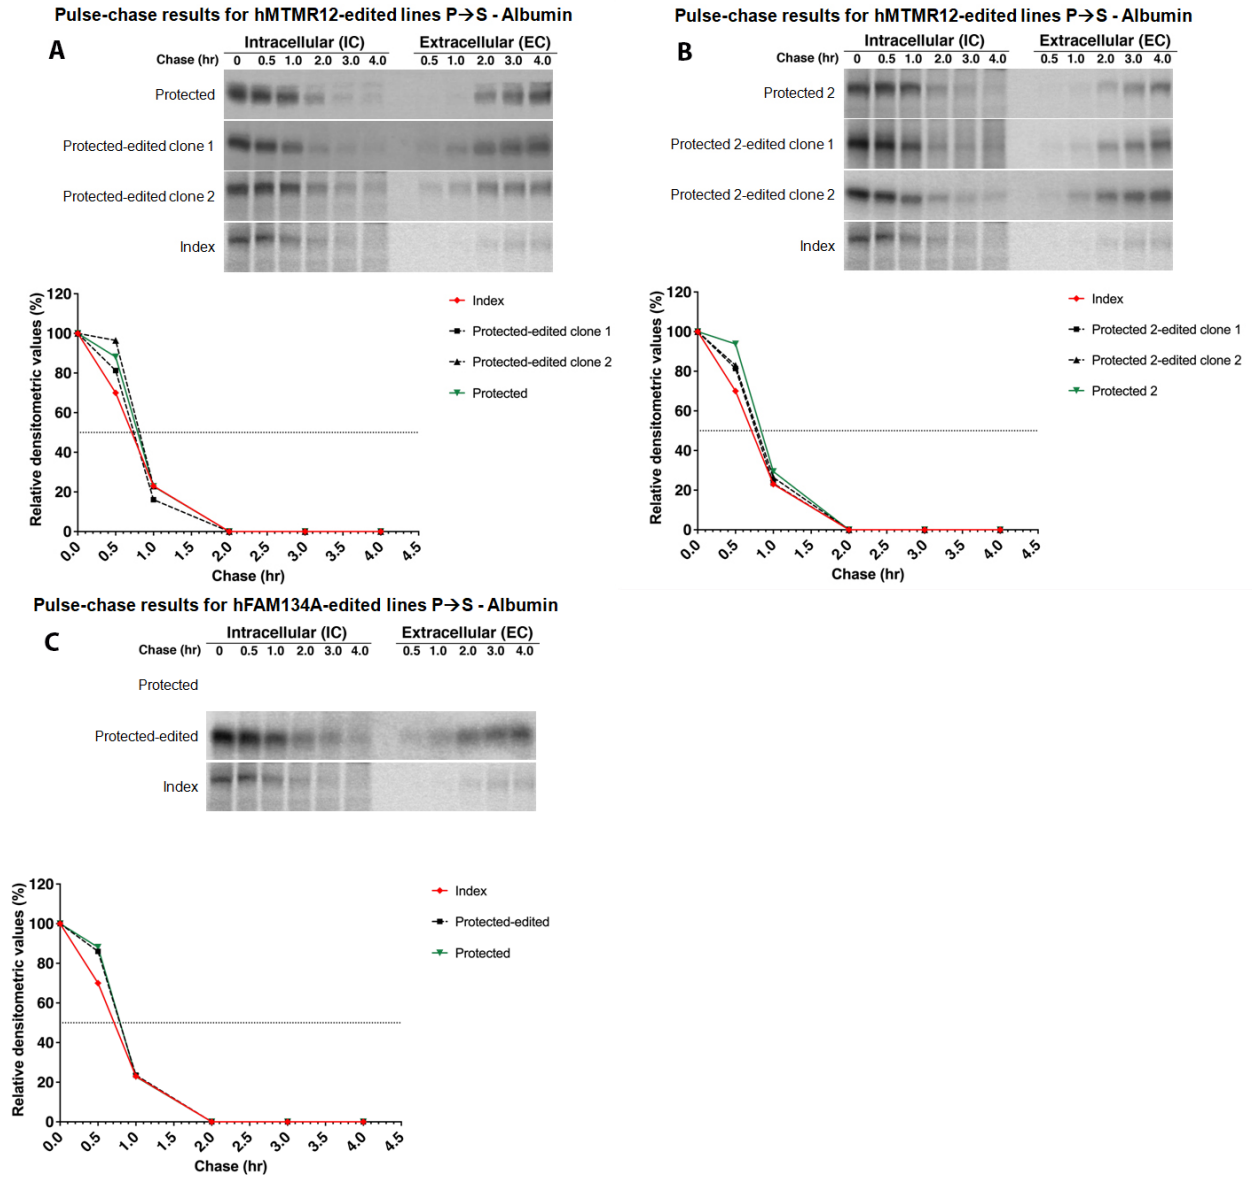 Pulse-chase results for hMTMR12-edited lines P→S - Albumin
A
Intracellular (IC) Extracellular (EC)
Chase (hr) 0 0.5 1.0 2.0 3.0 4.0 0.5 1.0 2.0 3.0 4.0
Protected
Protected-edited clone 1
Protected-edited clone 2
Index
Relative densitometric values (%)
120
100
80
60
40
20
0
0.0 0.5 1.0 1.5 2.0 2.5 3.0 3.5 4.0 4.5
Chase (hr)
Index
Protected-edited clone 1
Protected-edited clone 2
Protected
Pulse-chase results for hMTMR12-edited lines P→S - Albumin
B
Intracellular (IC) Extracellular (EC)
Chase (hr) 0 0.5 1.0 2.0 3.0 4.0 0.5 1.0 2.0 3.0 4.0
Protected 2
Protected 2-edited clone 1
Protected 2-edited clone 2
Index
Relative densitometric values (%)
120
100
80
60
40
20
0
0.0 0.5 1.0 1.5 2.0 2.5 3.0 3.5 4.0 4.5
Chase (hr)
Index
Protected 2-edited clone 1
Protected 2-edited clone 2
Protected 2
Pulse-chase results for hFAM134A-edited lines P→S - Albumin
C
Intracellular (IC) Extracellular (EC)
Chase (hr) 0 0.5 1.0 2.0 3.0 4.0 0.5 1.0 2.0 3.0 4.0
Protected
Protected-edited
Index
Relative densitometric values (%)
120
100
80
60
40
20
0
0.0 0.5 1.0 1.5 2.0 2.5 3.0 3.5 4.0 4.5
Chase (hr)
Index
Protected-edited
Protected